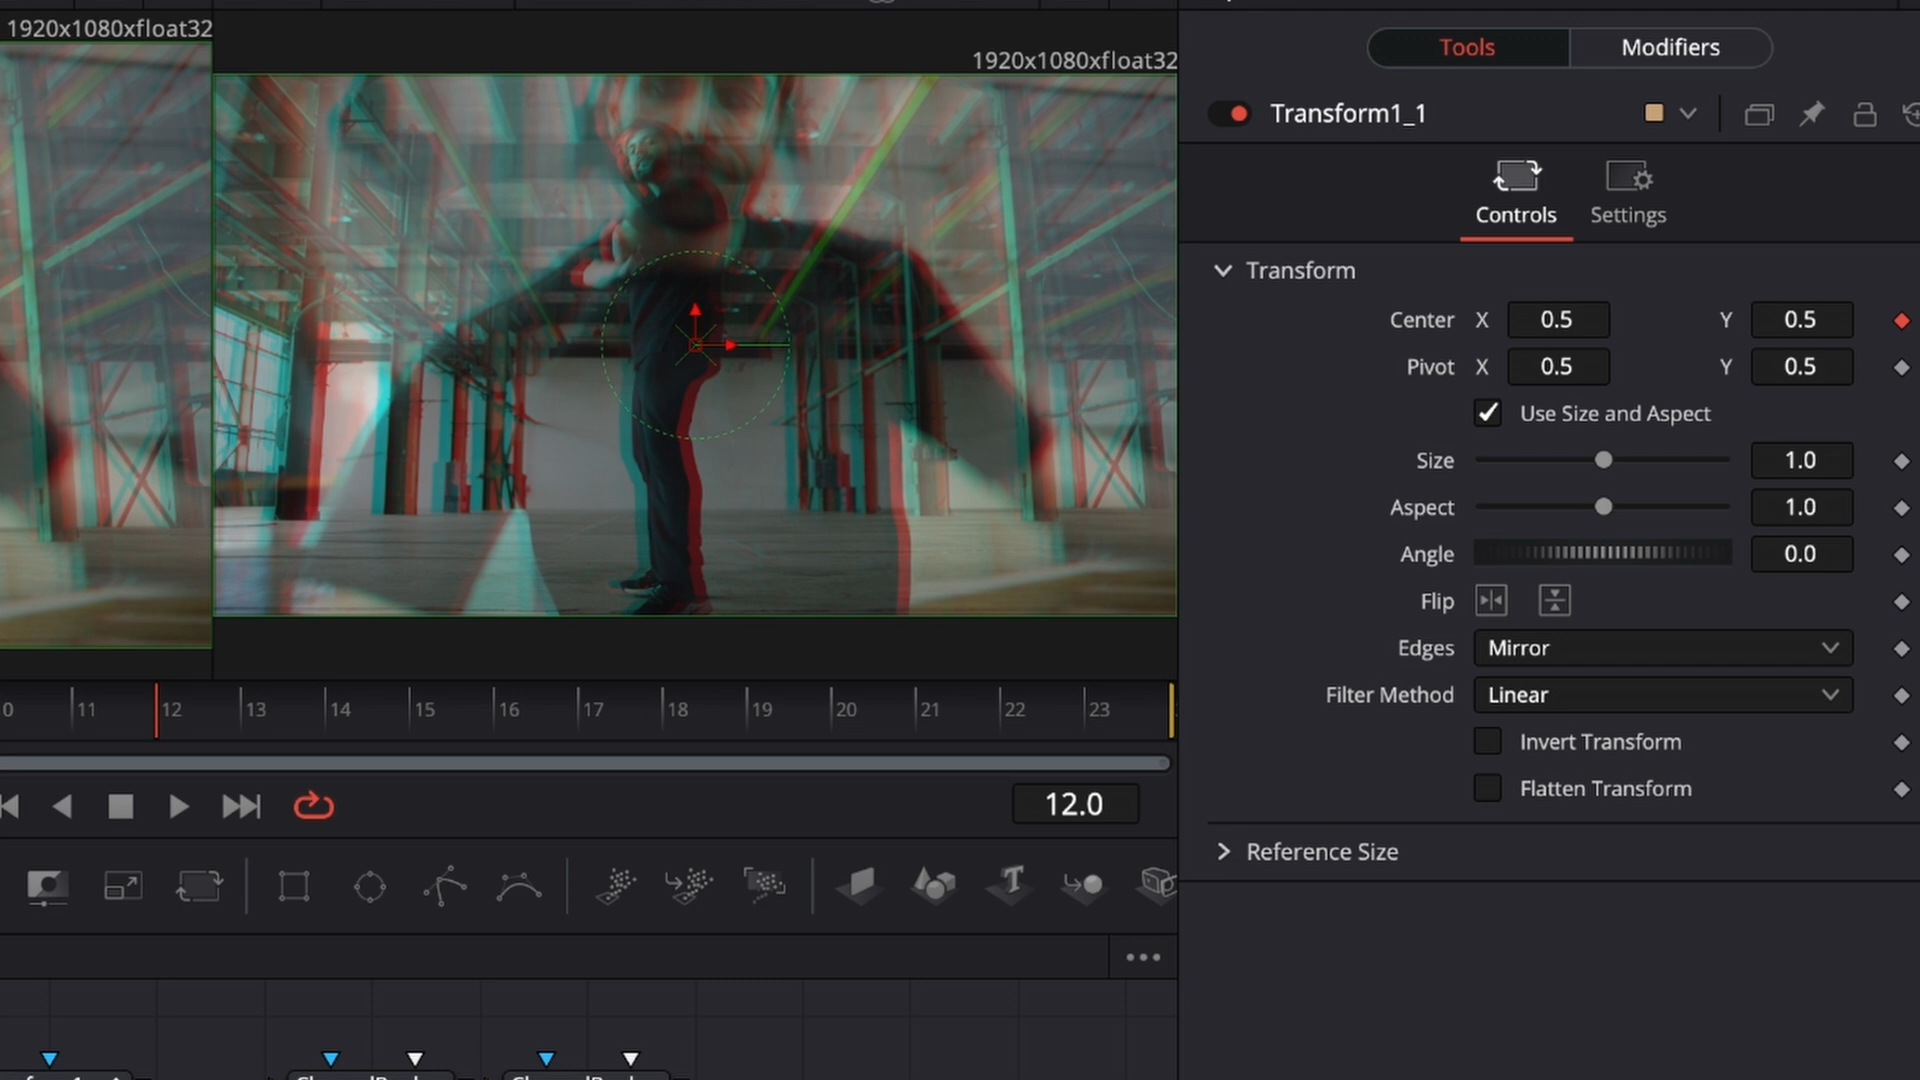 1920x1080xfloat32
1920x1080xfloat32
Tools
Modifiers
Transform1_1
Controls
Settings
Transform
Center X 0.5 Y 0.5
Pivot X 0.5 Y 0.5
Use Size and Aspect
Size 1.0
Aspect 1.0
Angle 0.0
Flip
Edges Mirror
Filter Method Linear
Invert Transform
Flatten Transform
Reference Size
0 11 12 13 14 15 16 17 18 19 20 21 22 23
12.0